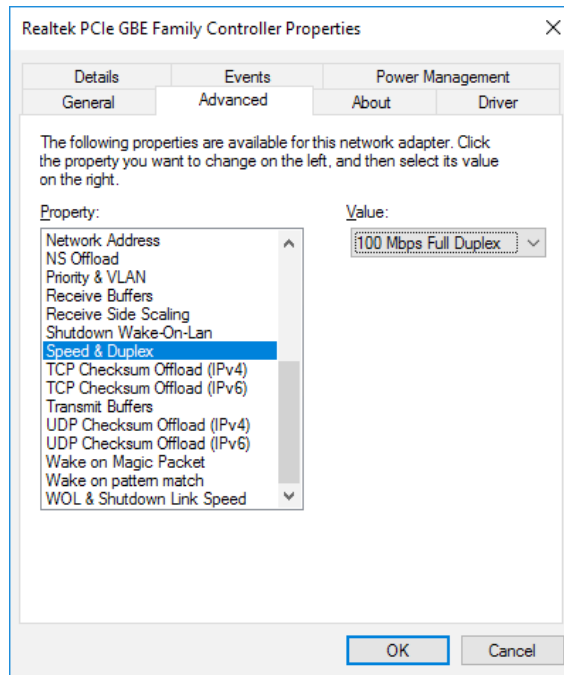 Realtek PCIe GBE Family Controller Properties
Details Events Power Management
General Advanced About Driver
The following properties are available for this network adapter. Click
the property you want to change on the left, and then select its value
on the right.
Property: Value:
Network Address
NS Offload
Priority & VLAN
Receive Buffers
Receive Side Scaling
Shutdown Wake-On-Lan
Speed & Duplex
TCP Checksum Offload (IPv4)
TCP Checksum Offload (IPv6)
Transmit Buffers
UDP Checksum Offload (IPv4)
UDP Checksum Offload (IPv6)
Wake on Magic Packet
Wake on pattern match
WOL & Shutdown Link Speed
100 Mbps Full Duplex
OK Cancel